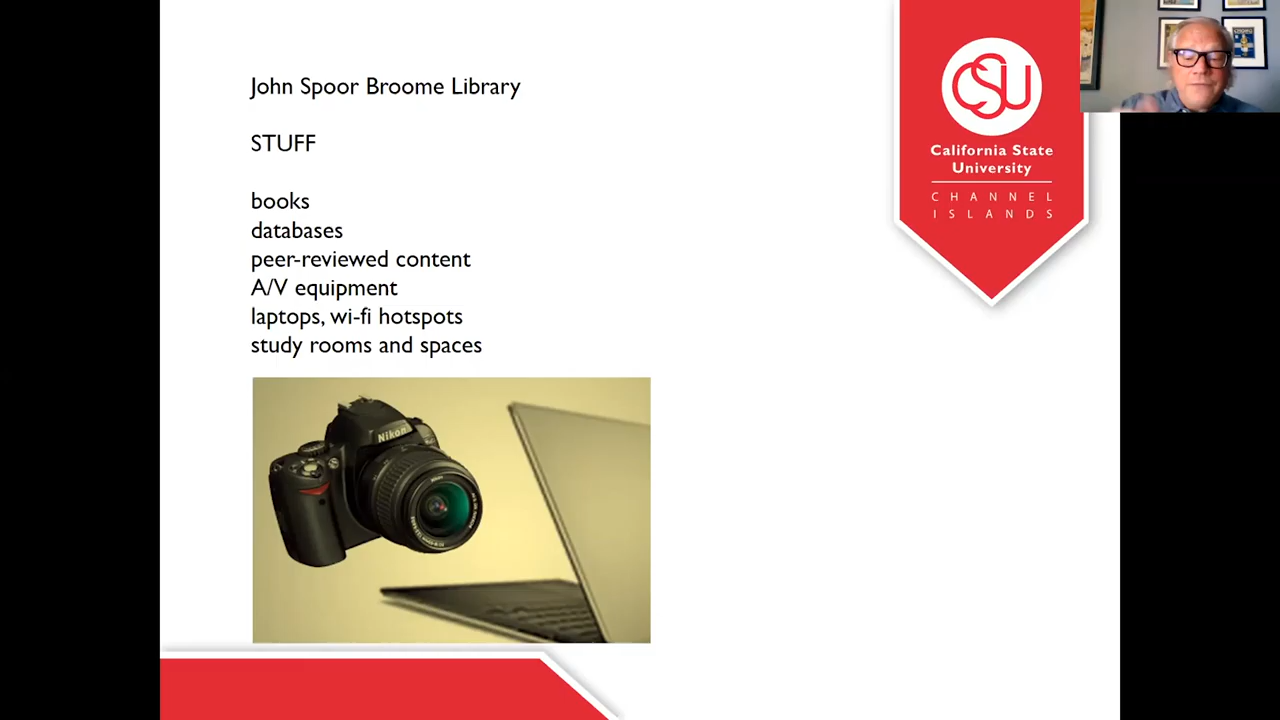 John Spoor Broome Library
STUFF
books
databases
peer-reviewed content
A/V equipment
laptops, wi-fi hotspots
study rooms and spaces
Nikon
CSU
California State
University
CHANNEL
ISLANDS